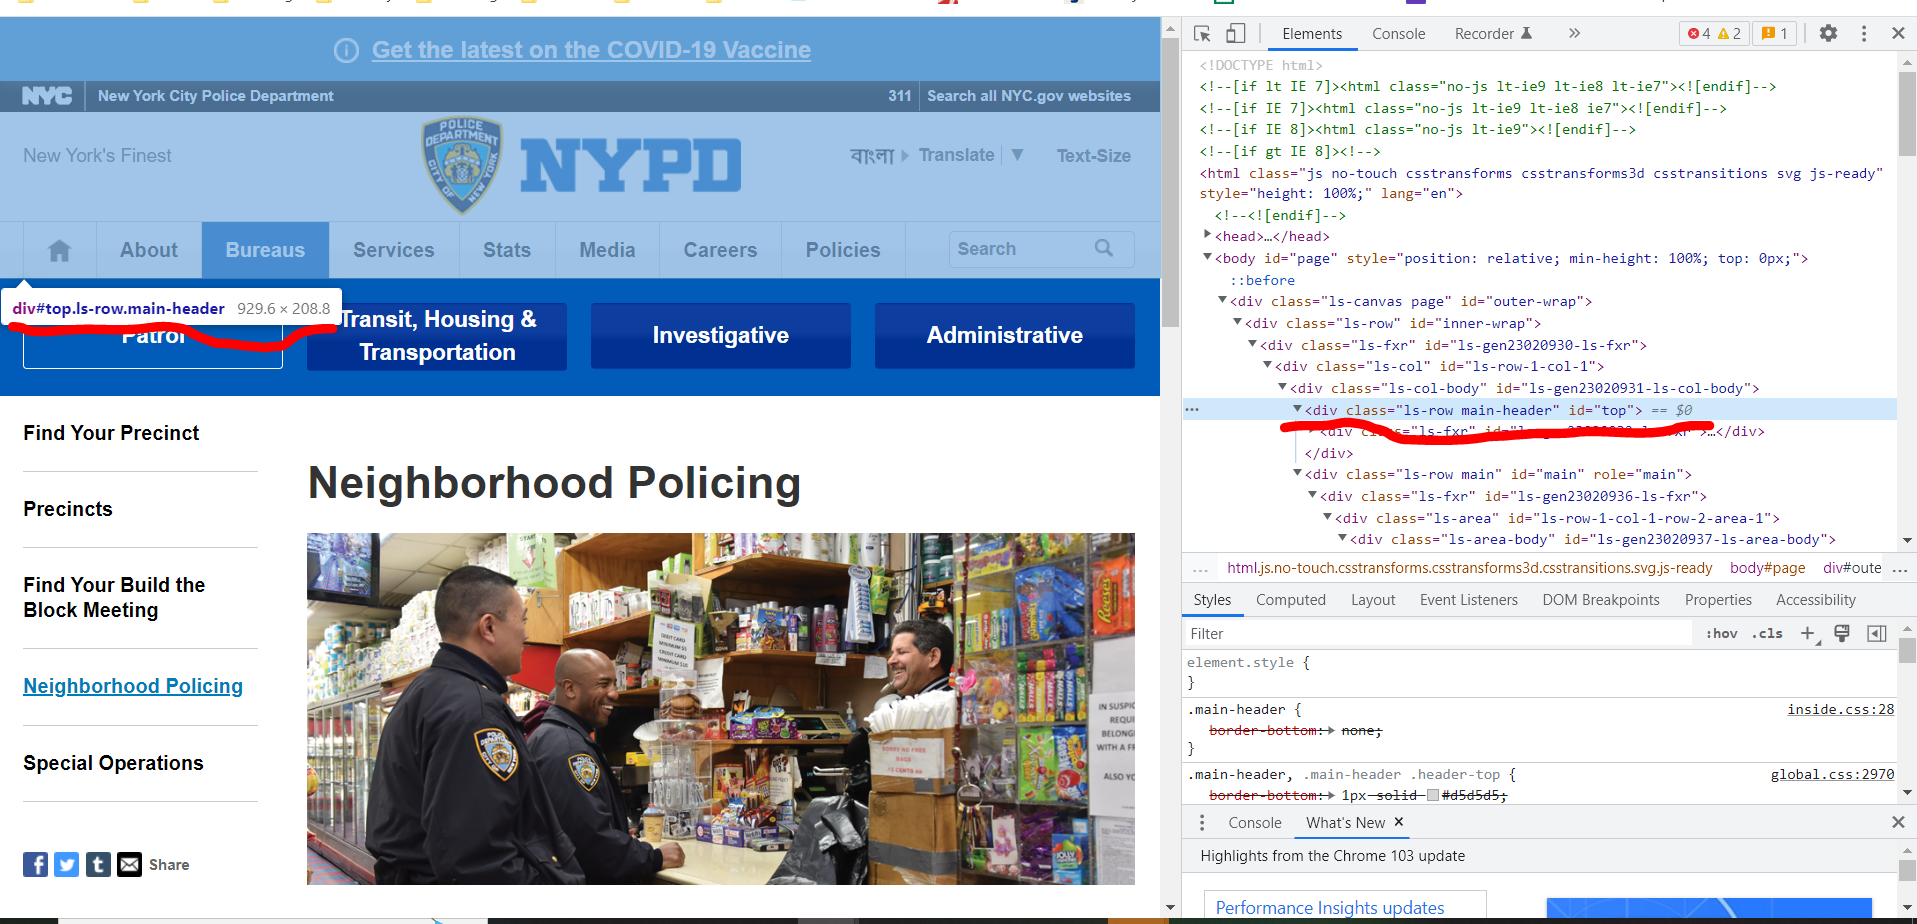 Get the latest on the COVID-19 Vaccine
NYC New York City Police Department 311 Search all NYC.gov websites
New York's Finest
POLICE DEPARTMENT CITY OF NEW YORK
NYPD
বাংলা Translate ▼ Text-Size
About Bureaus Services Stats Media Careers Policies Search
div#top.ls-row.main-header 929.6 × 208.8
Patrol
Transit, Housing &
Transportation
Investigative
Administrative
Find Your Precinct
Precincts
Find Your Build the
Block Meeting
Neighborhood Policing
Special Operations
Share
Neighborhood Policing
Elements Console Recorder » 4 2 1
<!DOCTYPE html>
<!--[if lt IE 7]><html class="no-js lt-ie9 lt-ie8 lt-ie7"><![endif]-->
<!--[if IE 7]><html class="no-js lt-ie9 lt-ie8 ie7"><![endif]-->
<!--[if IE 8]><html class="no-js lt-ie9"><![endif]-->
<!--[if gt IE 8]><!-->
<html class="js no-touch csstransforms csstransforms3d csstransitions svg js-ready"
style="height: 100%;" lang="en">
<!--<![endif]-->
<head>…</head>
<body id="page" style="position: relative; min-height: 100%; top: 0px;">
::before
<div class="ls-canvas page" id="outer-wrap">
<div class="ls-row" id="inner-wrap">
<div class="ls-fxr" id="ls-gen23020930-ls-fxr">
<div class="ls-col" id="ls-row-1-col-1">
<div class="ls-col-body" id="ls-gen23020931-ls-col-body">
<div class="ls-row main-header" id="top"> == $0
<div class="ls-fxr" …</div>
</div>
<div class="ls-row main" id="main" role="main">
<div class="ls-fxr" id="ls-gen23020936-ls-fxr">
<div class="ls-area" id="ls-row-1-col-1-row-2-area-1">
<div class="ls-area-body" id="ls-gen23020937-ls-area-body">
... html.js.no-touch.csstransforms.csstransforms3d.csstransitions.svg.js-ready body#page div#oute ...
Styles Computed Layout Event Listeners DOM Breakpoints Properties Accessibility
Filter :hov .cls +
element.style {
}
.main-header { inside.css:28
border-bottom: none;
}
.main-header, .main-header .header-top { global.css:2970
border-bottom: 1px solid #d5d5d5;
Console What's New ×
Highlights from the Chrome 103 update
Performance Insights updates